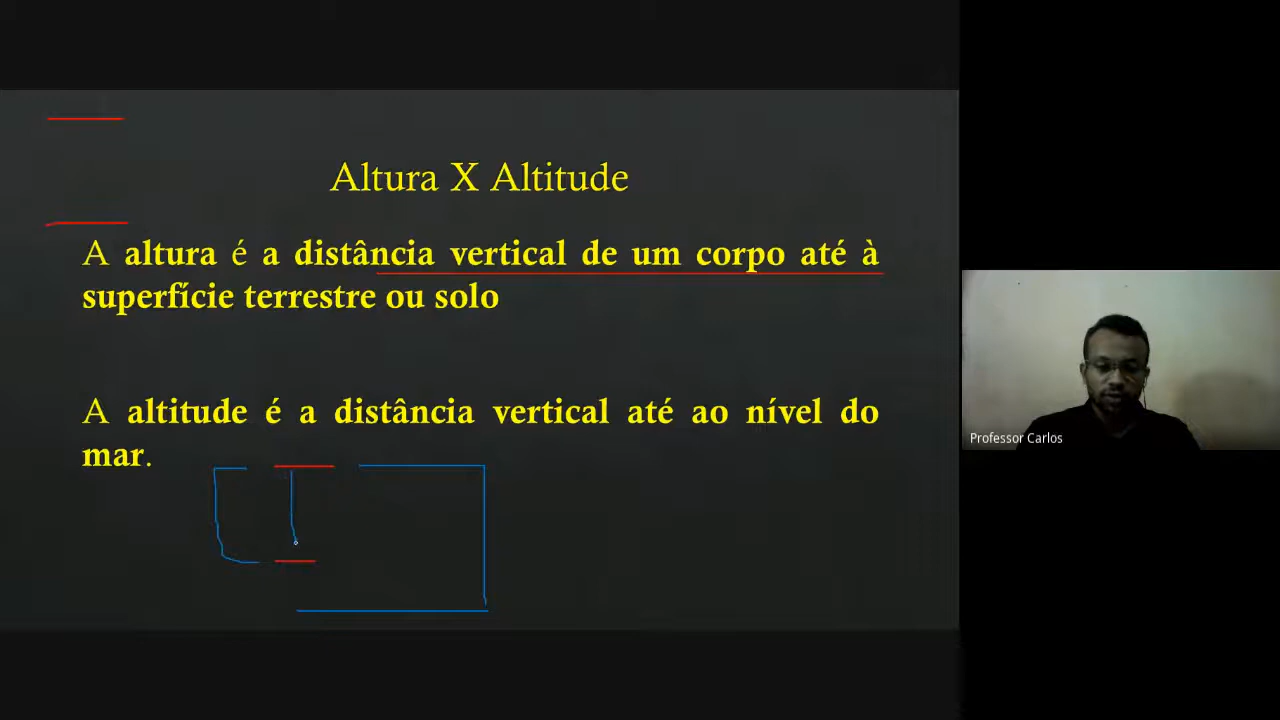 Altura X Altitude
A altura é a distância vertical de um corpo até à
superfície terrestre ou solo
A altitude é a distância vertical até ao nível do
mar.
Professor Carlos